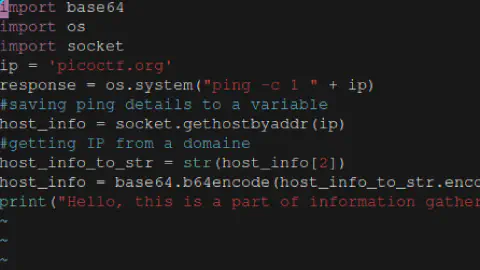 import base64
import os
import socket
ip = 'picoctf.org'
response = os.system("ping -c 1 " + ip)
#saving ping details to a variable
host_info = socket.gethostbyaddr(ip)
#getting IP from a domaine
host_info_to_str = str(host_info[2])
host_info = base64.b64encode(host_info_to_str.enco
print("Hello, this is a part of information gather
~
~
~